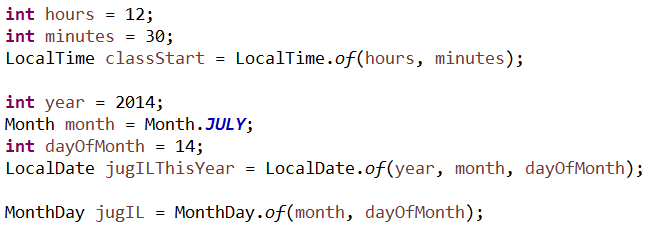 int hours = 12;
int minutes = 30;
LocalTime classStart = LocalTime.of(hours, minutes);
int year = 2014;
Month month = Month.JULY;
int dayOfMonth = 14;
LocalDate jugILThisYear = LocalDate.of(year, month, dayOfMonth);
MonthDay jugIL = MonthDay.of(month, dayOfMonth);